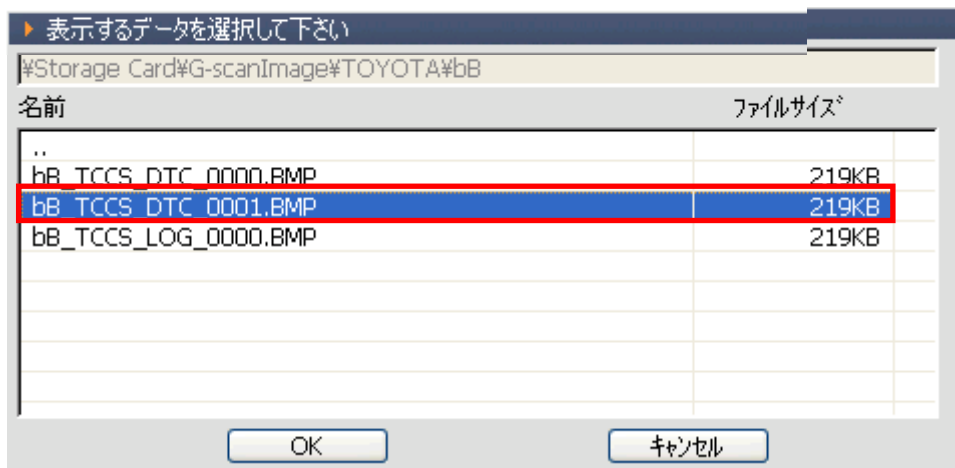 表示するデータを選択して下さい
¥Storage Card¥G-scanImage¥TOYOTA¥bB
名前 ファイルサイズ
..
bB_TCCS_DTC_0000.BMP 219KB
bB_TCCS_DTC_0001.BMP 219KB
bB_TCCS_LOG_0000.BMP 219KB
OK キャンセル